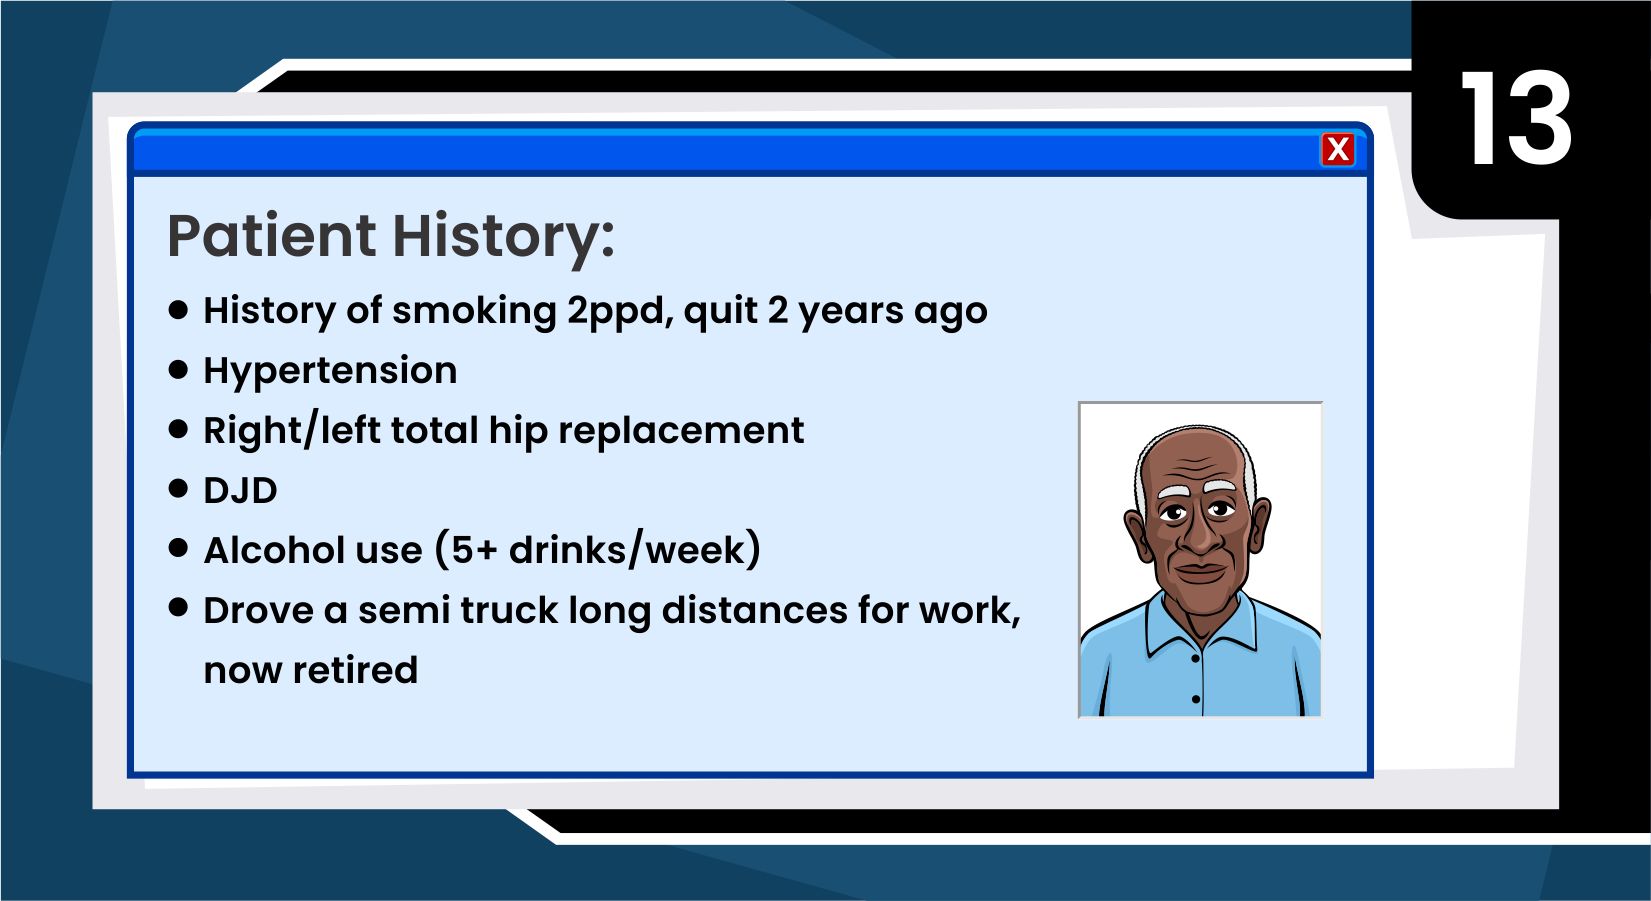 13
X
Patient History:
● History of smoking 2ppd, quit 2 years ago
● Hypertension
● Right/left total hip replacement
● DJD
● Alcohol use (5+ drinks/week)
● Drove a semi truck long distances for work,
now retired